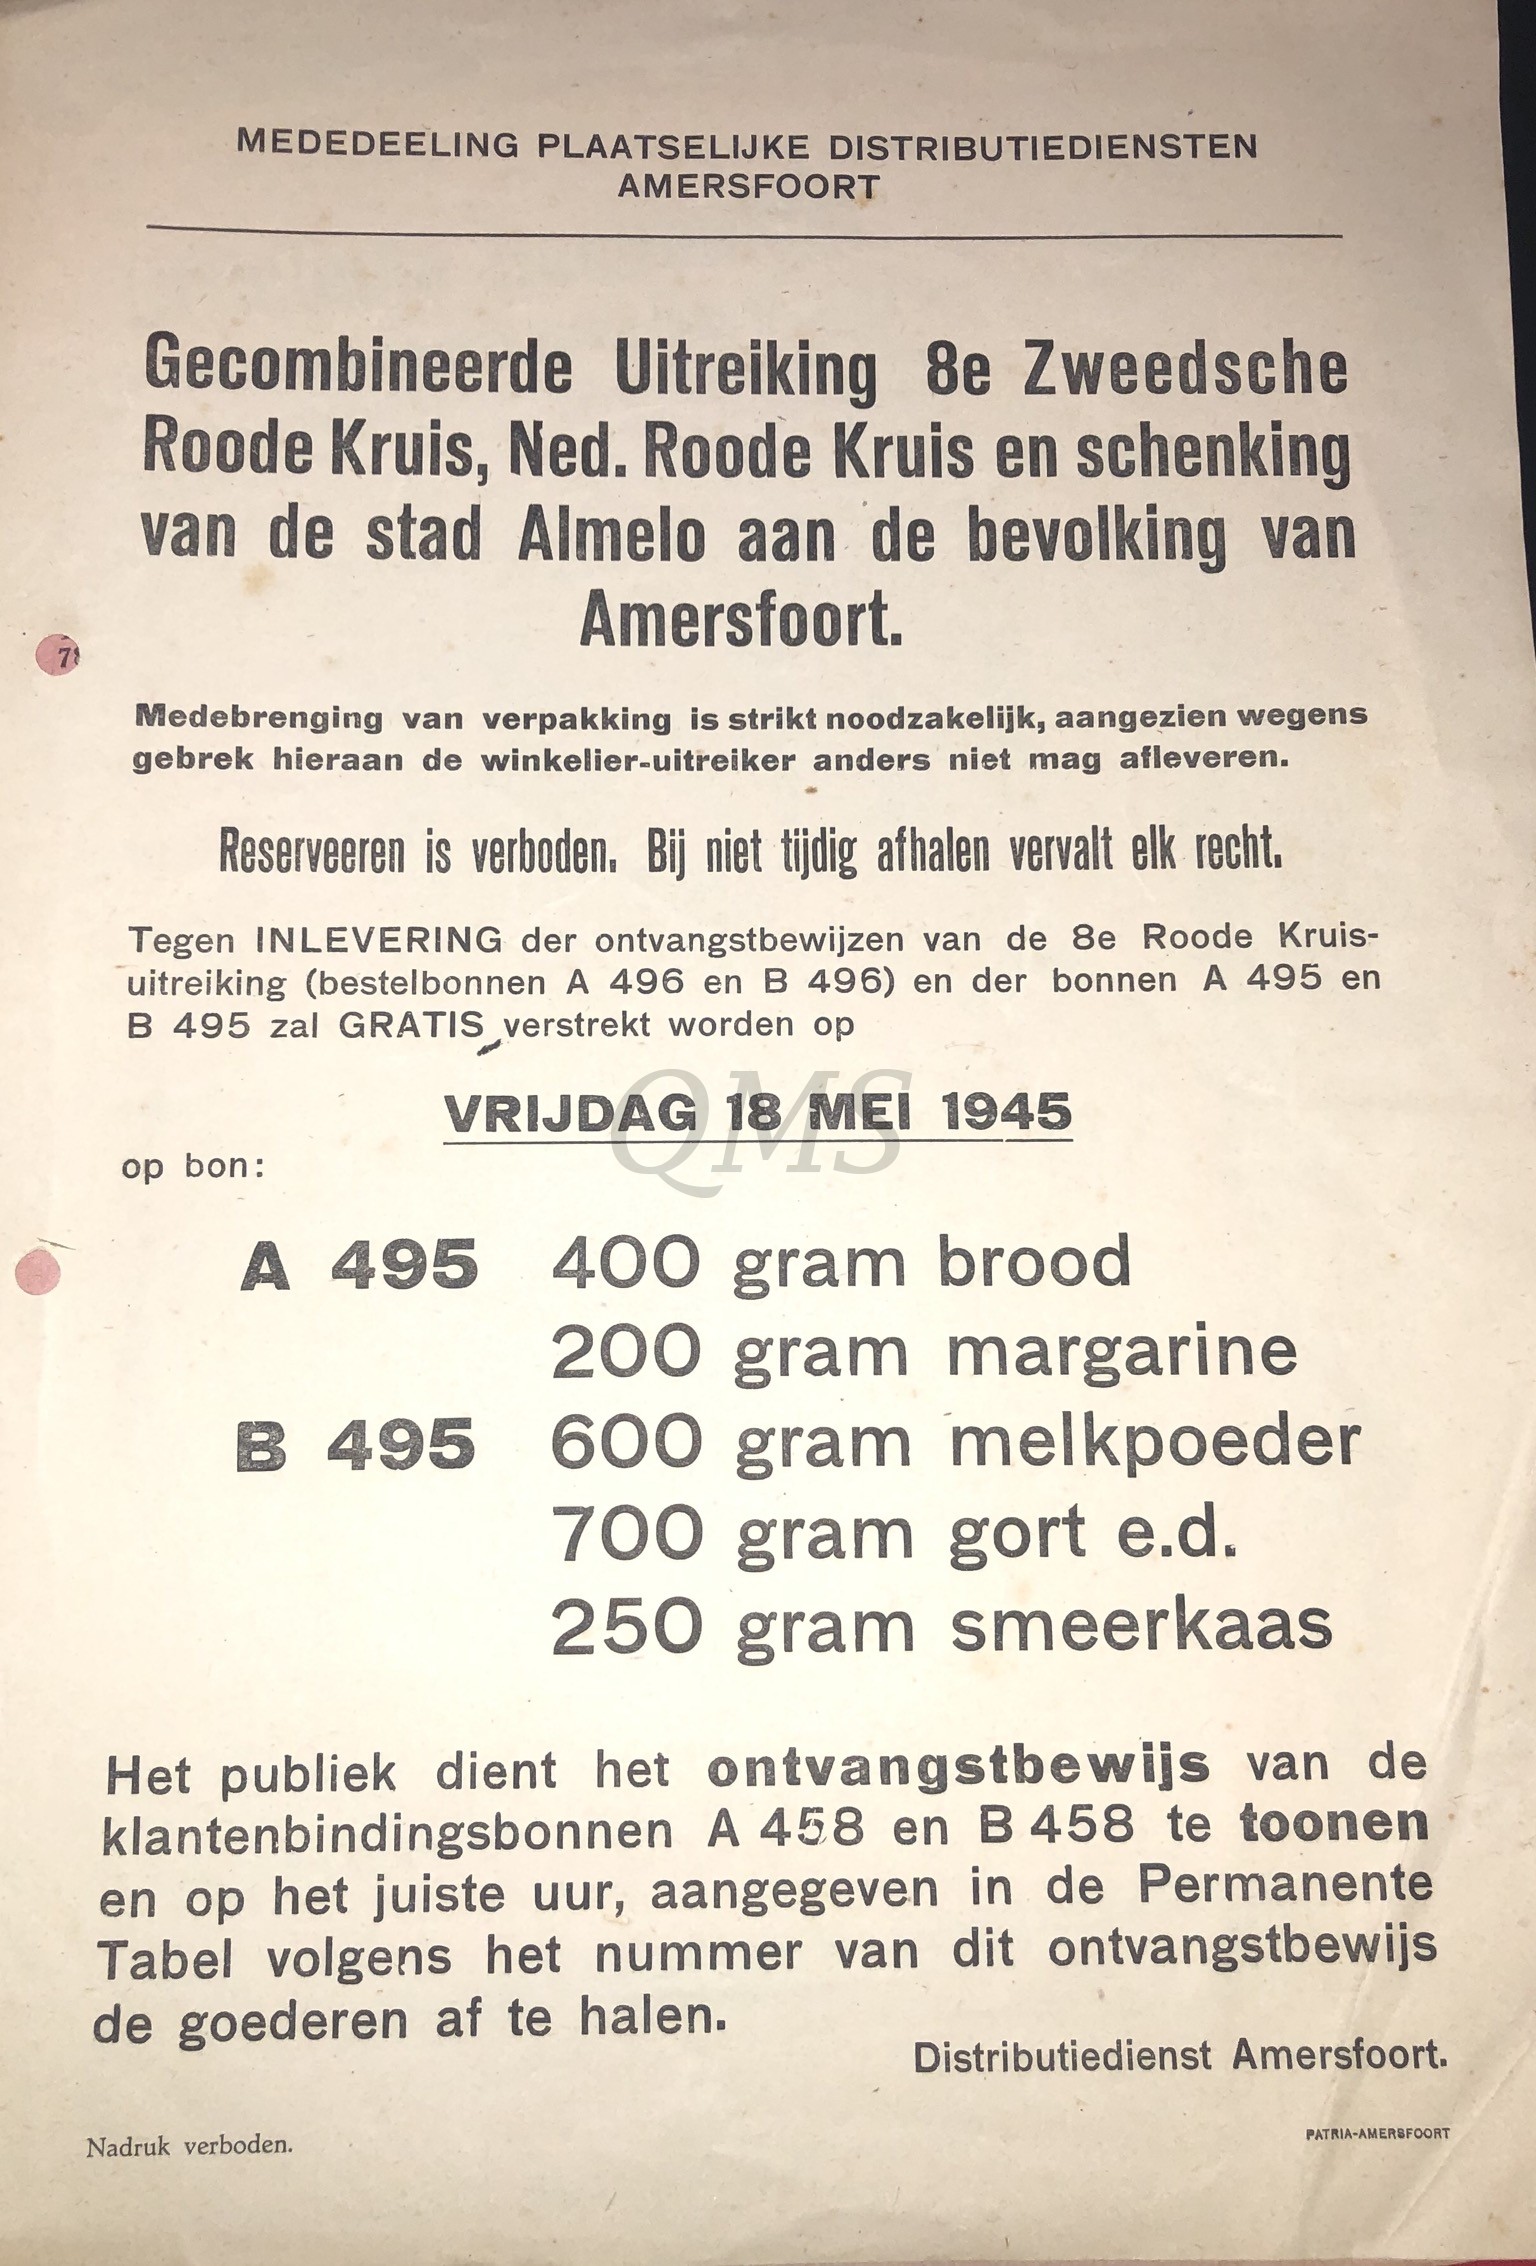 MEDEDEELING PLAATSELIJKE DISTRIBUTIEDIENSTEN
AMERSFOORT
Gecombineerde Uitreiking 8e Zweedsche
Roode Kruis, Ned. Roode Kruis en schenking
van de stad Almelo aan de bevolking van
Amersfoort.
Medebrenging van verpakking is strikt noodzakelijk, aangezien wegens
gebrek hieraan de winkelier-uitreiker anders niet mag afleveren.
Reserveeren is verboden. Bij niet tijdig afhalen vervalt elk recht.
Tegen INLEVERING der ontvangstbewijzen van de 8e Roode Kruis-
uitreiking (bestelbonnen A 496 en B 496) en der bonnen A 495 en
B 495 zal GRATIS verstrekt worden op
VRIJDAG 18 MEI 1945
QMS
op bon:
A 495 400 gram brood
200 gram margarine
B 495 600 gram melkpoeder
700 gram gort e.d.
250 gram smeerkaas
Het publiek dient het ontvangstbewijs van de
klantenbindingsbonnen A 458 en B 458 te toonen
en op het juiste uur, aangegeven in de Permanente
Tabel volgens het nummer van dit ontvangstbewijs
de goederen af te halen.
Distributiedienst Amersfoort.
Nadruk verboden.
PATRIA-AMERSFOORT